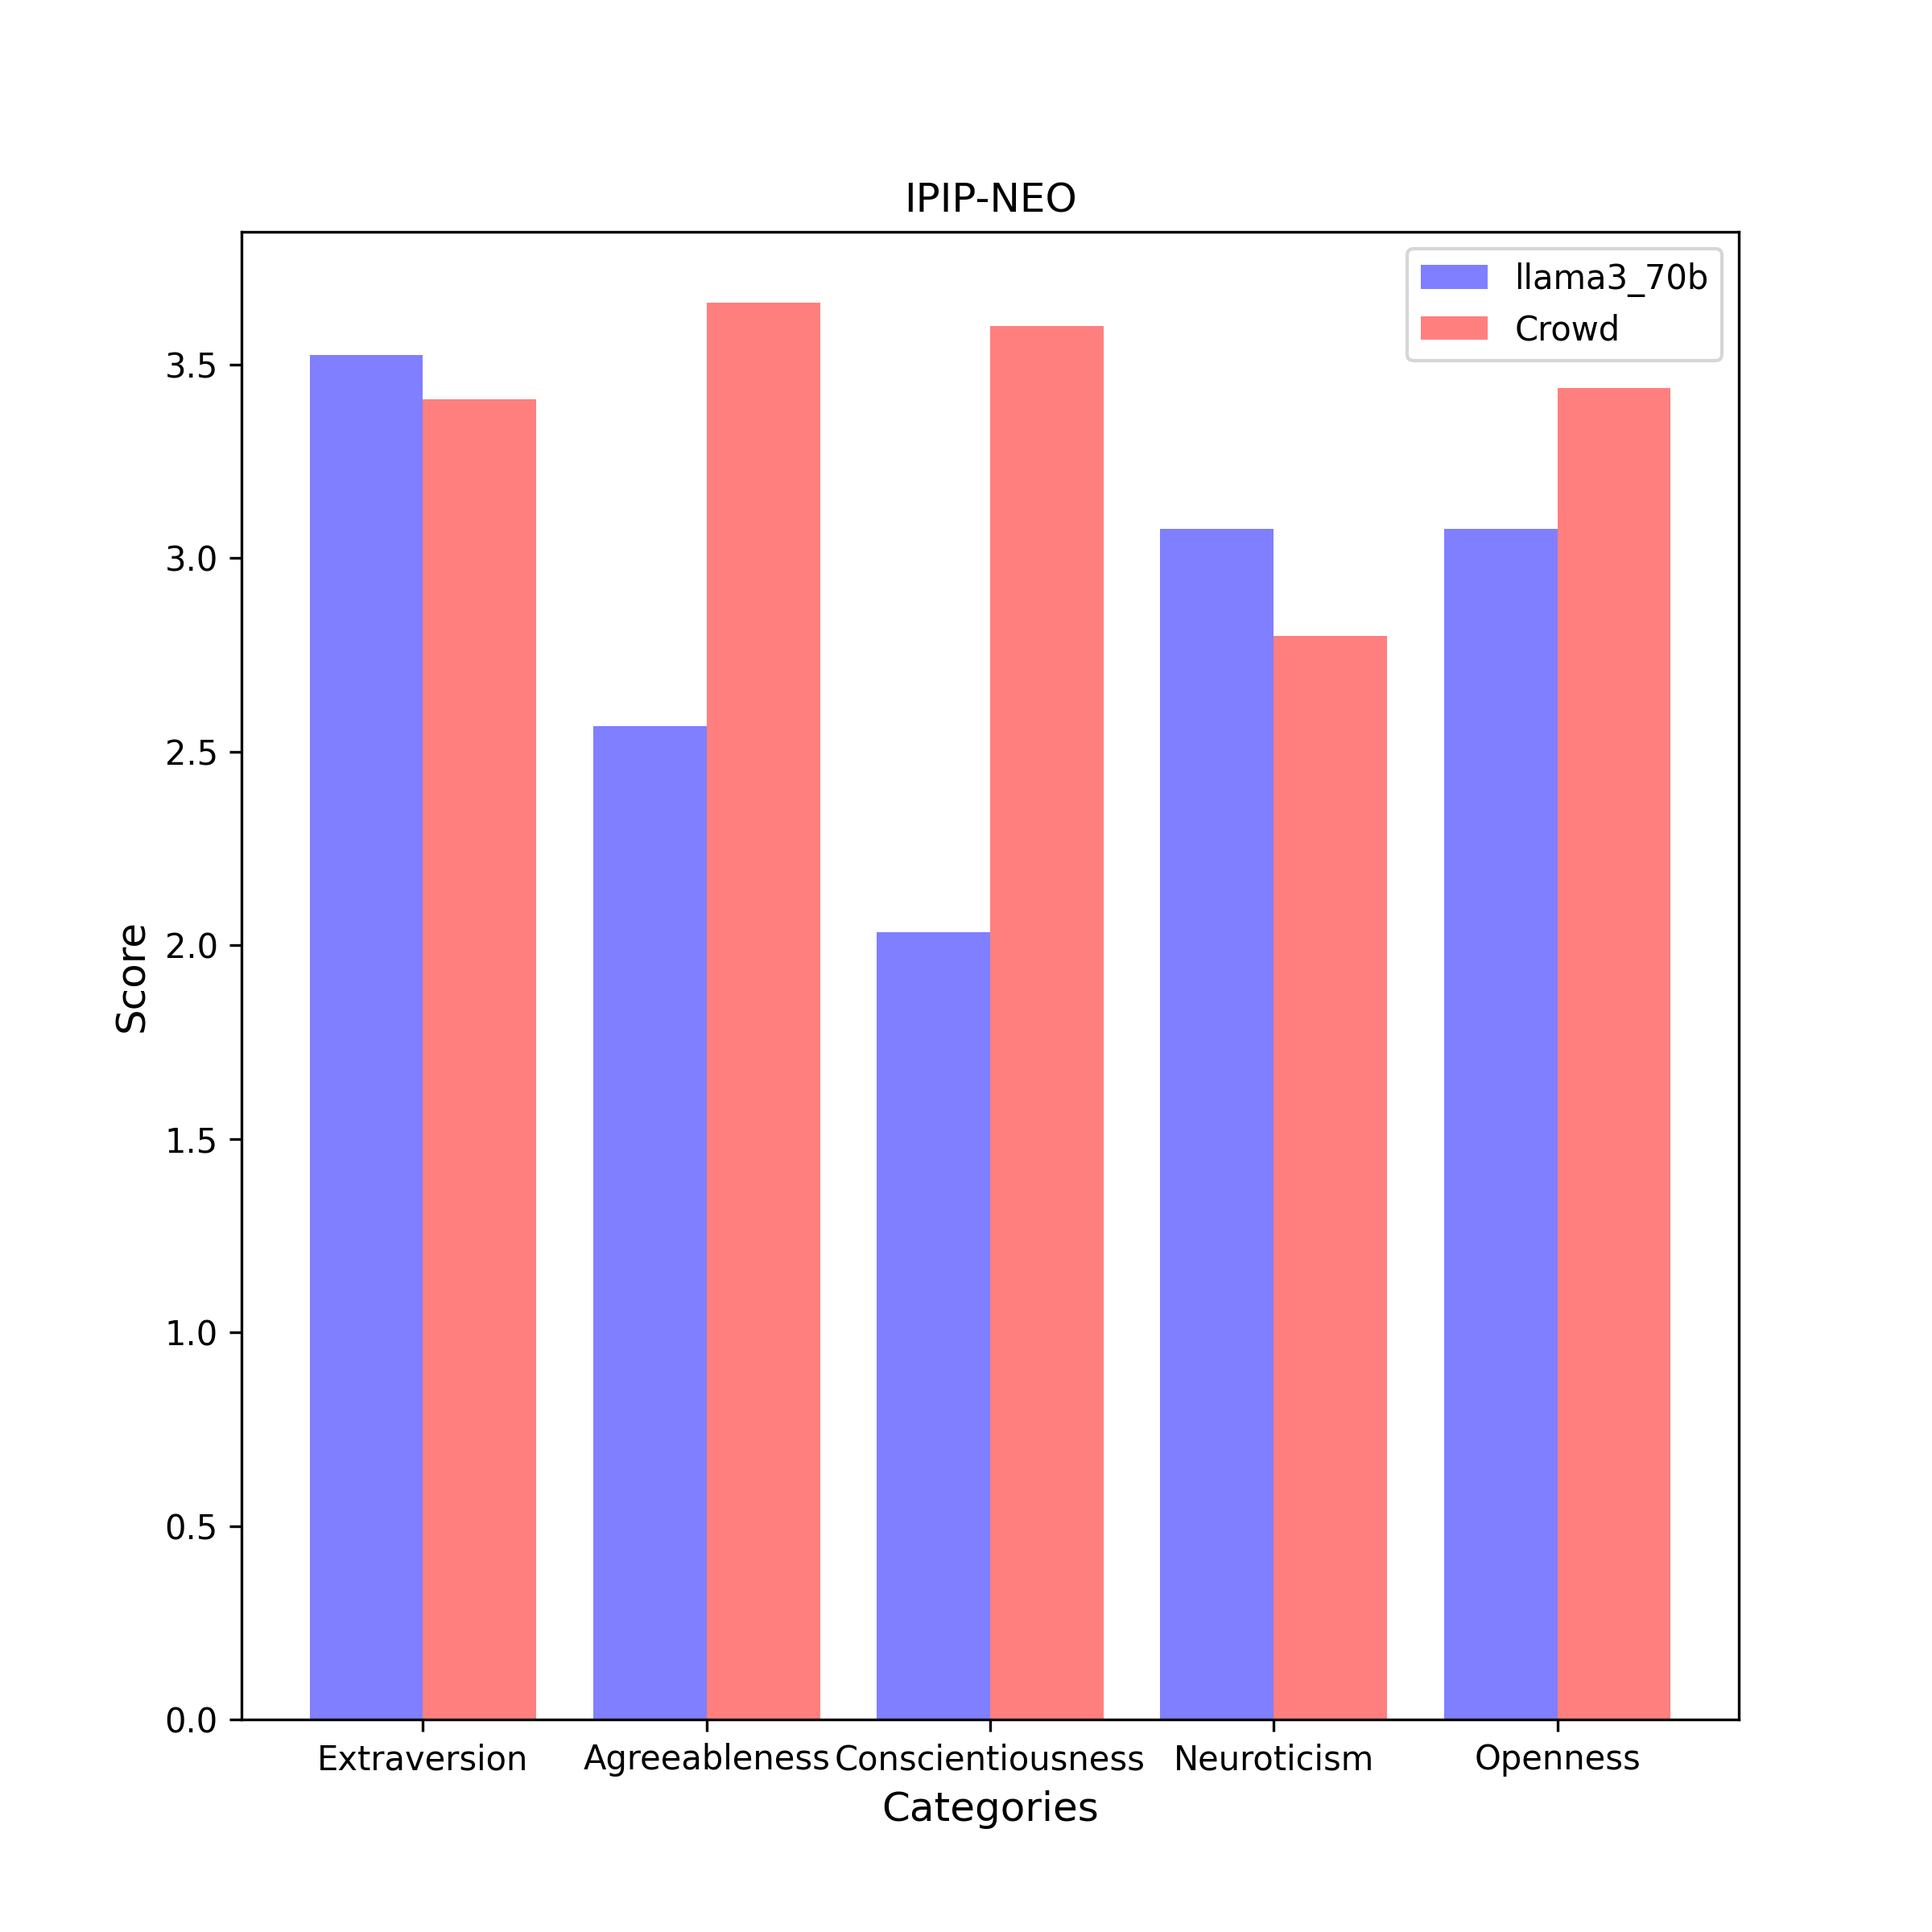 IPIP-NEO
llama3_70b
Crowd
3.5
3.0
2.5
2.0
1.5
1.0
0.5
0.0
Score
Extraversion Agreeableness Conscientiousness Neuroticism Openness
Categories